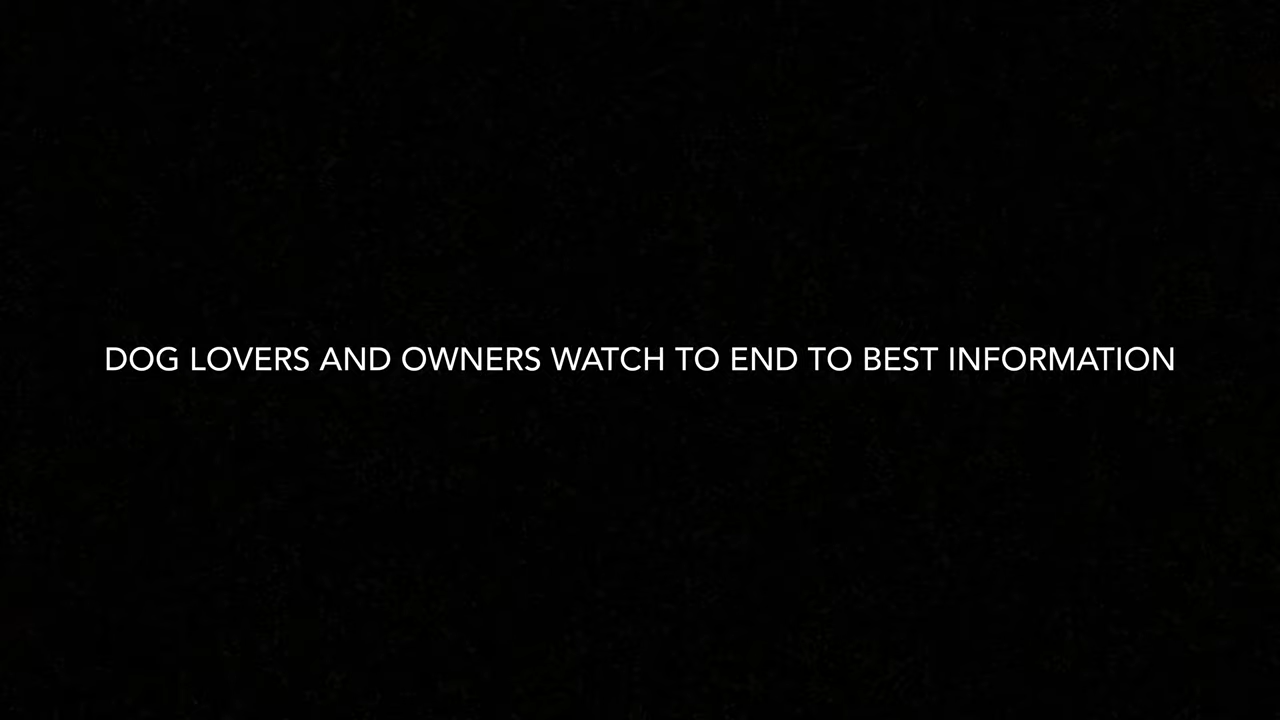 DOG LOVERS AND OWNERS WATCH TO END TO BEST INFORMATION